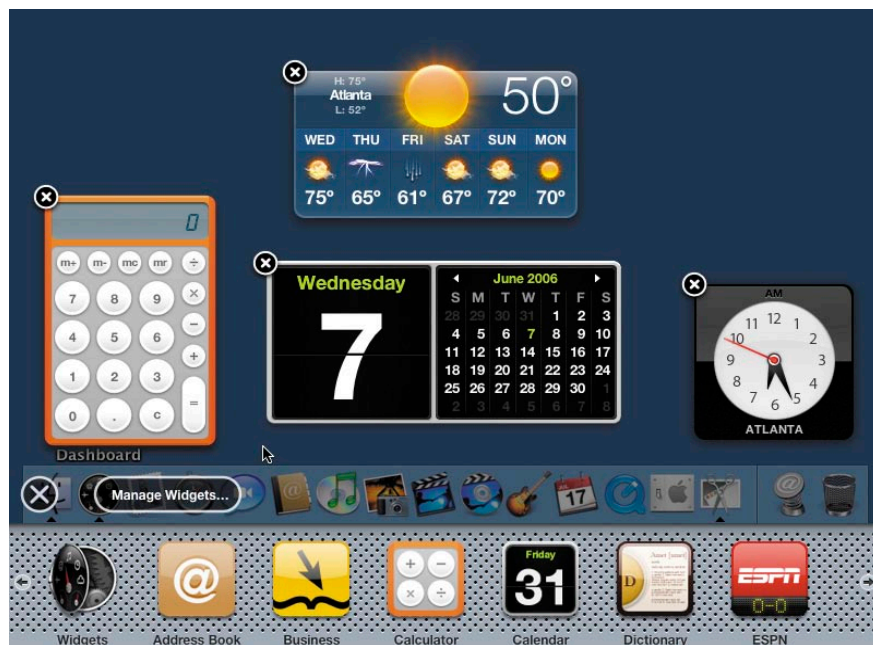 H: 75°
Atlanta
L: 52°
50°
WED THU FRI SAT SUN MON
75° 65° 61° 67° 72° 70°
0
m+ m- mc mr ÷
7 8 9 ×
4 5 6 −
+
1 2 3
0 . c =
Wednesday
7
June 2006
S M T W T F S
28 29 30 31 1 2 3
4 5 6 7 8 9 10
11 12 13 14 15 16 17
18 19 20 21 22 23 24
25 26 27 28 29 30 1
2 3 4 5 6 7 8
AM
12 1 2 3 4 5 6 7 8 9 10 11
ATLANTA
Dashboard
Manage Widgets...
17
@
+ −
× ÷
Friday
31
D
ESPN
0-0
Widgets Address Book Business Calculator Calendar Dictionary ESPN